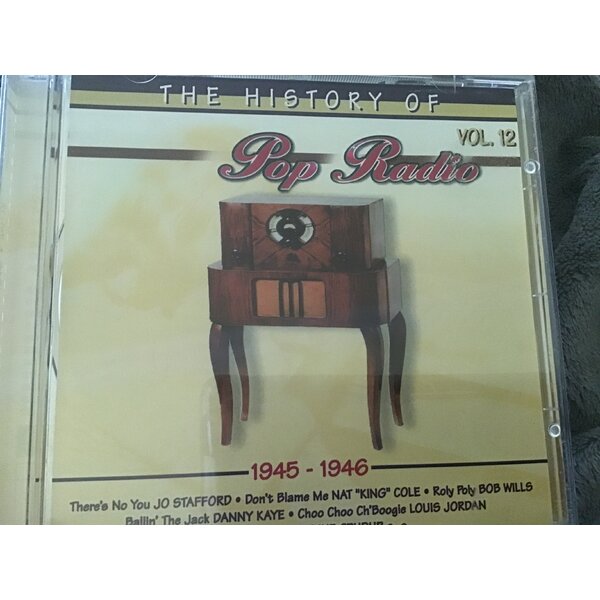 THE HISTORY OF
VOL. 12
Pop Radio
1945 - 1946
There's No You JO STAFFORD • Don't Blame Me NAT "KING" COLE • Roly Poly BOB WILLS
Ballin' The Jack DANNY KAYE • Choo Choo Ch'Boogie LOUIS JORDAN